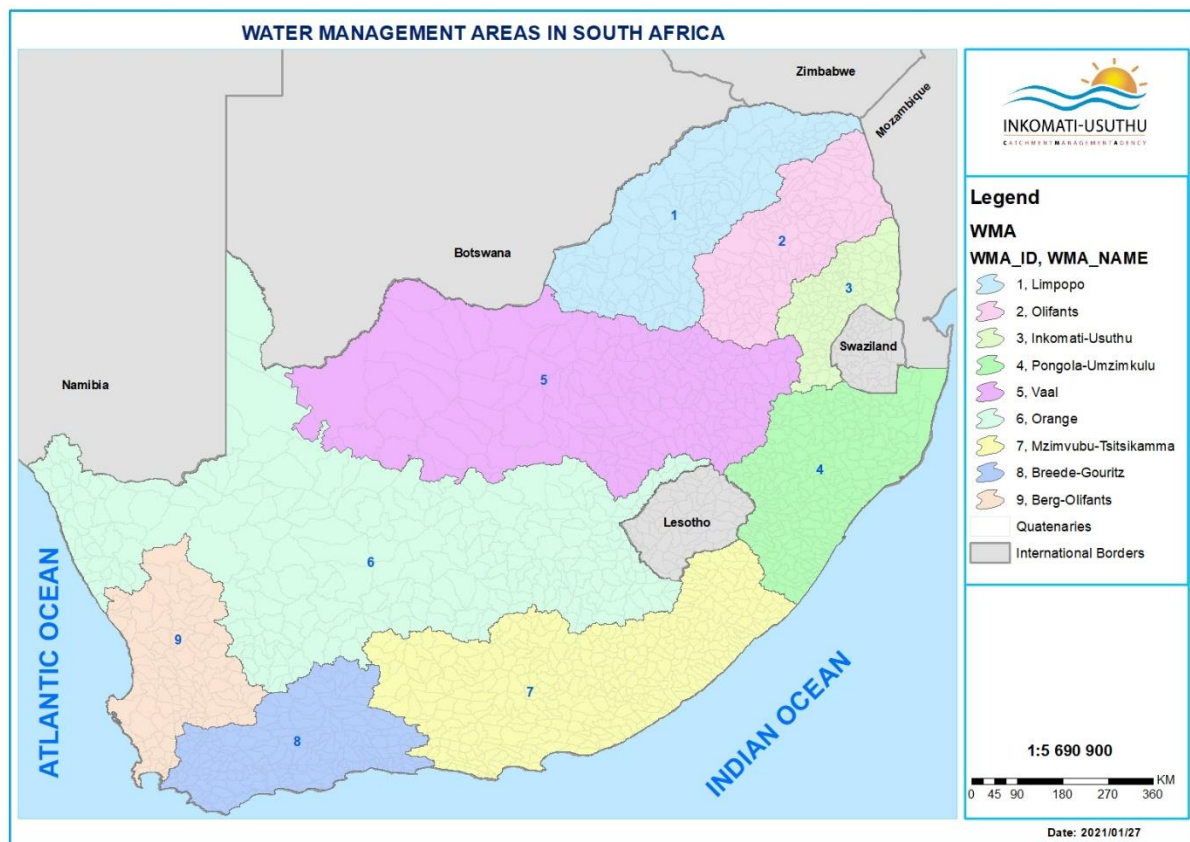 WATER MANAGEMENT AREAS IN SOUTH AFRICA
Zimbabwe
Mozambique
Botswana
Namibia
Swaziland
Lesotho
1
2
3
4
5
6
7
8
9
ATLANTIC OCEAN
INDIAN OCEAN
INKOMATI-USUTHU
CATCHMENT MANAGEMENT AGENCY
Legend
WMA
WMA_ID, WMA_NAME
1, Limpopo
2, Olifants
3, Inkomati-Usuthu
4, Pongola-Umzimkulu
5, Vaal
6, Orange
7, Mzimvubu-Tsitsikamma
8, Breede-Gouritz
9, Berg-Olifants
Quatenaries
International Borders
1:5 690 900
KM
0 45 90 180 270 360
Date: 2021/01/27